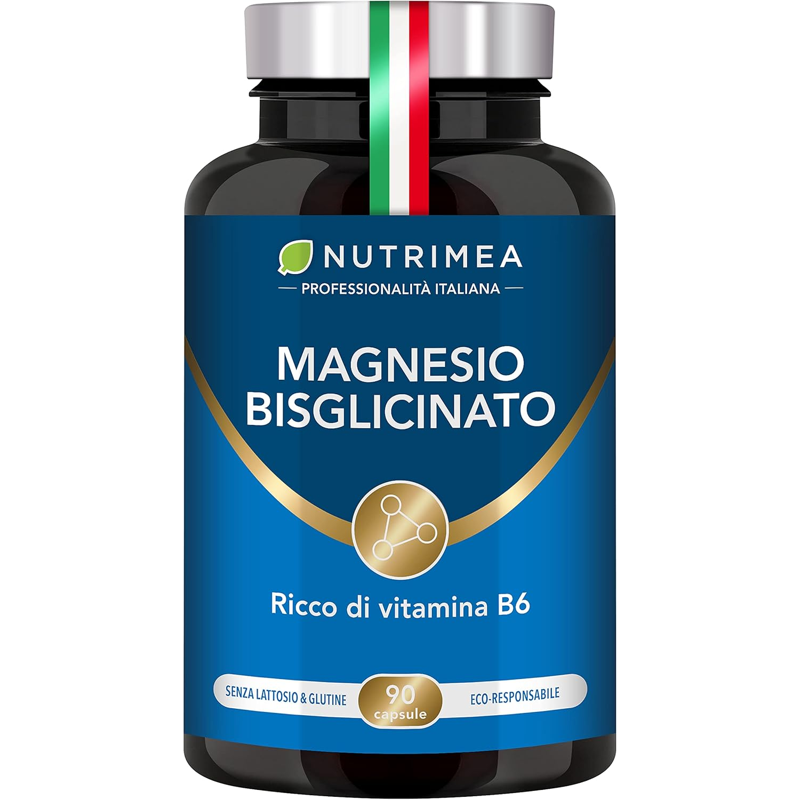 NUTRIMEA
PROFESSIONALITÀ ITALIANA
MAGNESIO
BISGLICINATO
Ricco di vitamina B6
SENZA LATTOSIO & GLUTINE
90
capsule
ECO-RESPONSABILE